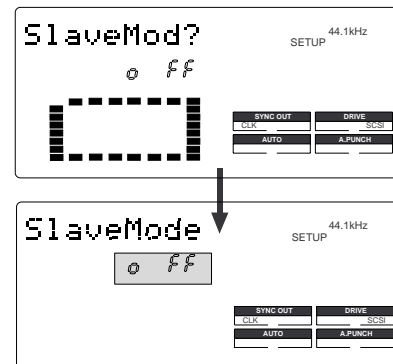 SlaveMod?
44.1kHz
SETUP
o FF
SYNC OUT DRIVE
CLK SCSI
AUTO A.PUNCH
SlaveMode
44.1kHz
SETUP
o FF
SYNC OUT DRIVE
CLK SCSI
AUTO A.PUNCH